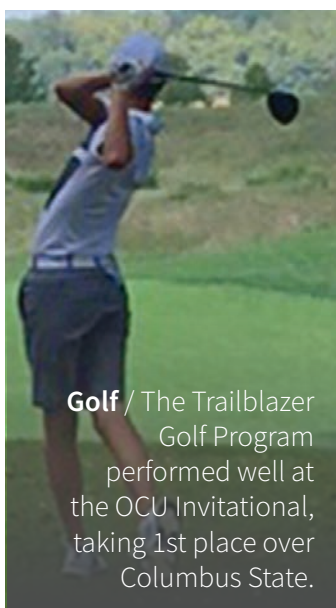 Golf / The Trailblazer
Golf Program
performed well at
the OCU Invitational,
taking 1st place over
Columbus State.